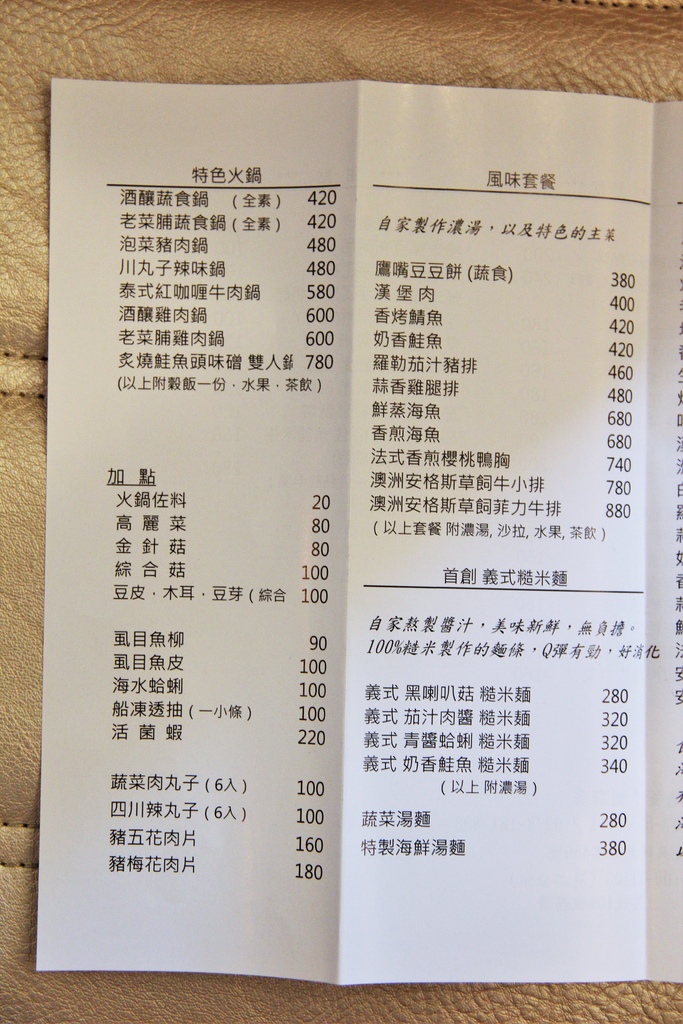 特色火鍋
酒釀蔬食鍋 （全素） 420
老菜脯蔬食鍋（全素） 420
泡菜豬肉鍋 480
川丸子辣味鍋 480
泰式紅咖喱牛肉鍋 580
酒釀雞肉鍋 600
老菜脯雞肉鍋 600
炙燒鮭魚頭味磳 雙人鍋 780
(以上附穀飯一份．水果．茶飲）
加 點
火鍋佐料 20
高 麗 菜 80
金 針 菇 80
綜 合 菇 100
豆皮．木耳．豆芽（綜合 100
虱目魚柳 90
虱目魚皮 100
海水蛤蜊 100
船凍透抽（一小條） 100
活 菌 蝦 220
蔬菜肉丸子（6入） 100
四川辣丸子（6入） 100
豬五花肉片 160
豬梅花肉片 180
風味套餐
自家製作濃湯，以及特色的主菜
鷹嘴豆豆餅 (蔬食) 380
漢 堡 肉 400
香烤鯖魚 420
奶香鮭魚 420
羅勒茄汁豬排 460
蒜香雞腿排 480
鮮蒸海魚 680
香煎海魚 680
法式香煎櫻桃鴨胸 740
澳洲安格斯草飼牛小排 780
澳洲安格斯草飼菲力牛排 880
（以上套餐 附濃湯, 沙拉, 水果, 茶飲）
首創 義式糙米麵
自家熬製醬汁，美味新鮮，無負擔。
100%糙米製作的麵條，Q彈有勁，好消化
義式 黑喇叭菇 糙米麵 280
義式 茄汁肉醬 糙米麵 320
義式 青醬蛤蜊 糙米麵 320
義式 奶香鮭魚 糙米麵 340
（以上 附濃湯）
蔬菜湯麵 280
特製海鮮湯麵 380